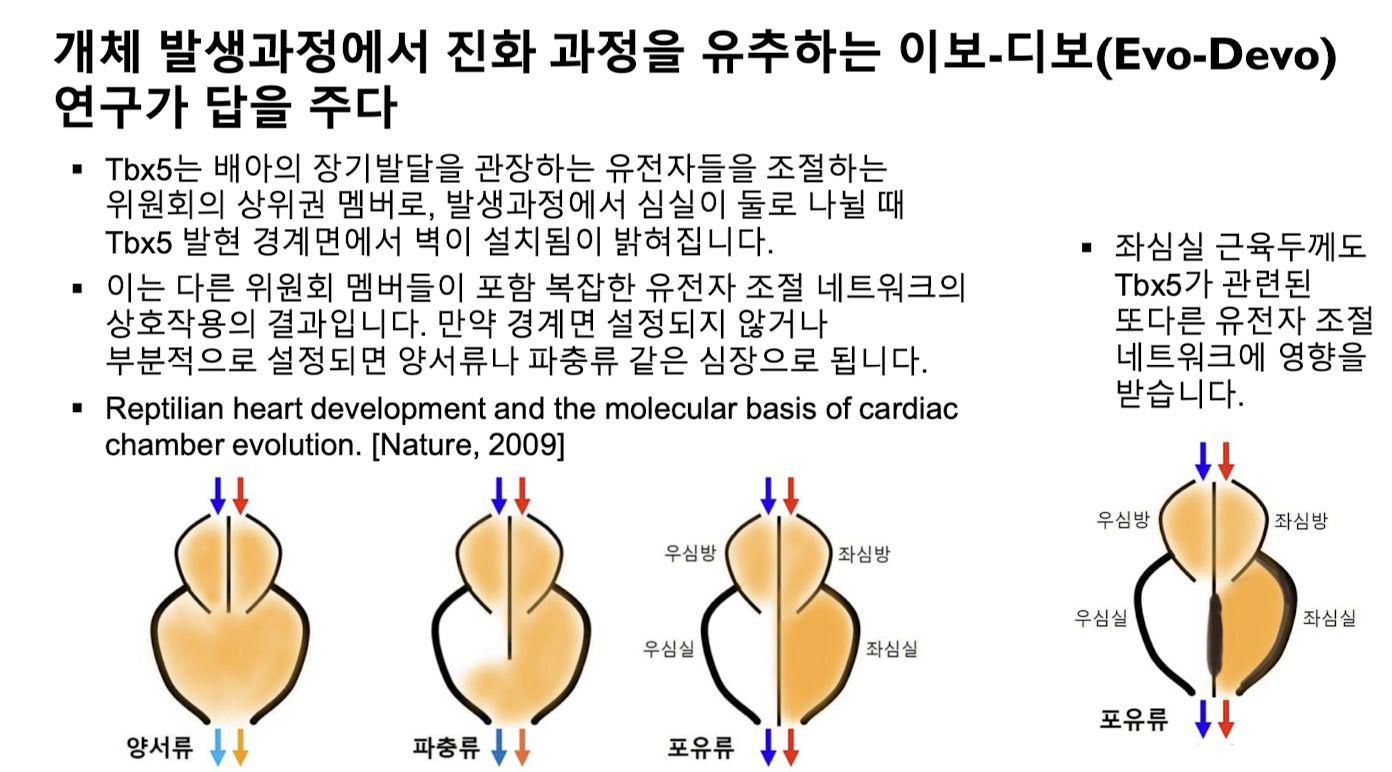 개체 발생과정에서 진화 과정을 유추하는 이보-디보(Evo-Devo)
연구가 답을 주다
▪ Tbx5는 배아의 장기발달을 관장하는 유전자들을 조절하는
위원회의 상위권 멤버로, 발생과정에서 심실이 둘로 나뉠 때
Tbx5 발현 경계면에서 벽이 설치됨이 밝혀집니다.
▪ 이는 다른 위원회 멤버들이 포함 복잡한 유전자 조절 네트워크의
상호작용의 결과입니다. 만약 경계면 설정되지 않거나
부분적으로 설정되면 양서류나 파충류 같은 심장으로 됩니다.
▪ Reptilian heart development and the molecular basis of cardiac
chamber evolution. [Nature, 2009]
▪ 좌심실 근육두께도
Tbx5가 관련된
또다른 유전자 조절
네트워크에 영향을
받습니다.
양서류
파충류
우심방
좌심방
우심실
좌심실
포유류
우심방
좌심방
우심실
좌심실
포유류